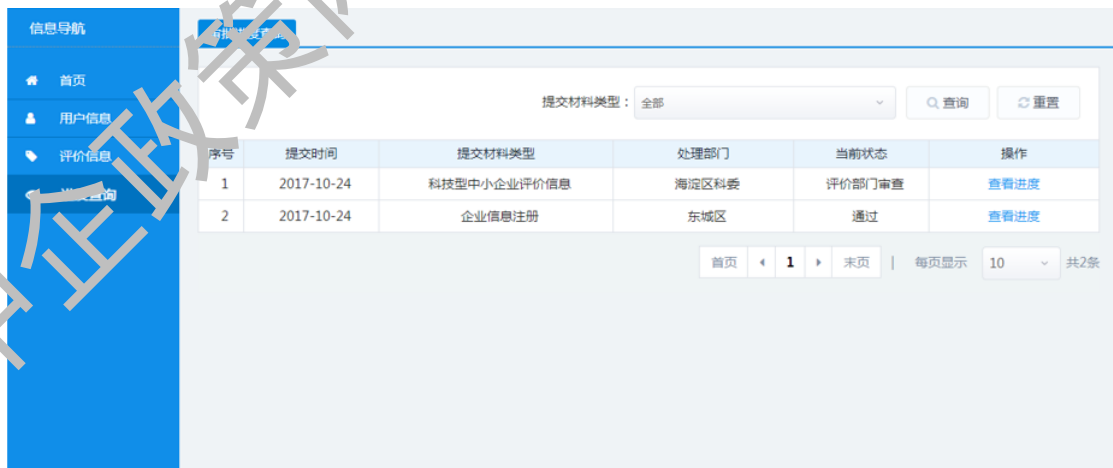 信息导航
首页
用户信息
评价信息
查询
提交材料类型： 全部 查询 重置
序号 提交时间 提交材料类型 处理部门 当前状态 操作
1 2017-10-24 科技型中小企业评价信息 海淀区科委 评价部门审查 查看进度
2 2017-10-24 企业信息注册 东城区 通过 查看进度
首页 1 末页 | 每页显示 10 共2条
企政策